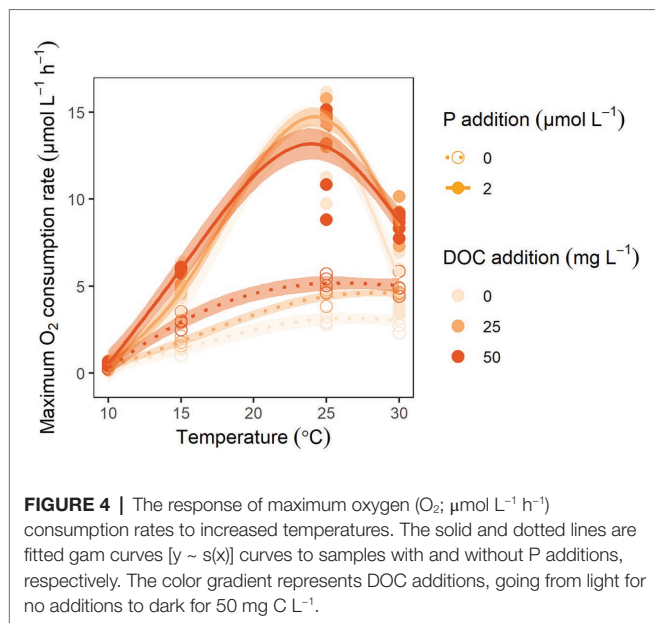 Maximum O₂ consumption rate (μmol L⁻¹ h⁻¹)
15
10
5
0
10
15
20
25
30
Temperature (°C)
P addition (μmol L⁻¹)
0
2
DOC addition (mg L⁻¹)
0
25
50
FIGURE 4 | The response of maximum oxygen (O₂; μmol L⁻¹ h⁻¹)
consumption rates to increased temperatures. The solid and dotted lines are
fitted gam curves [y ~ s(x)] curves to samples with and without P additions,
respectively. The color gradient represents DOC additions, going from light for
no additions to dark for 50 mg C L⁻¹.